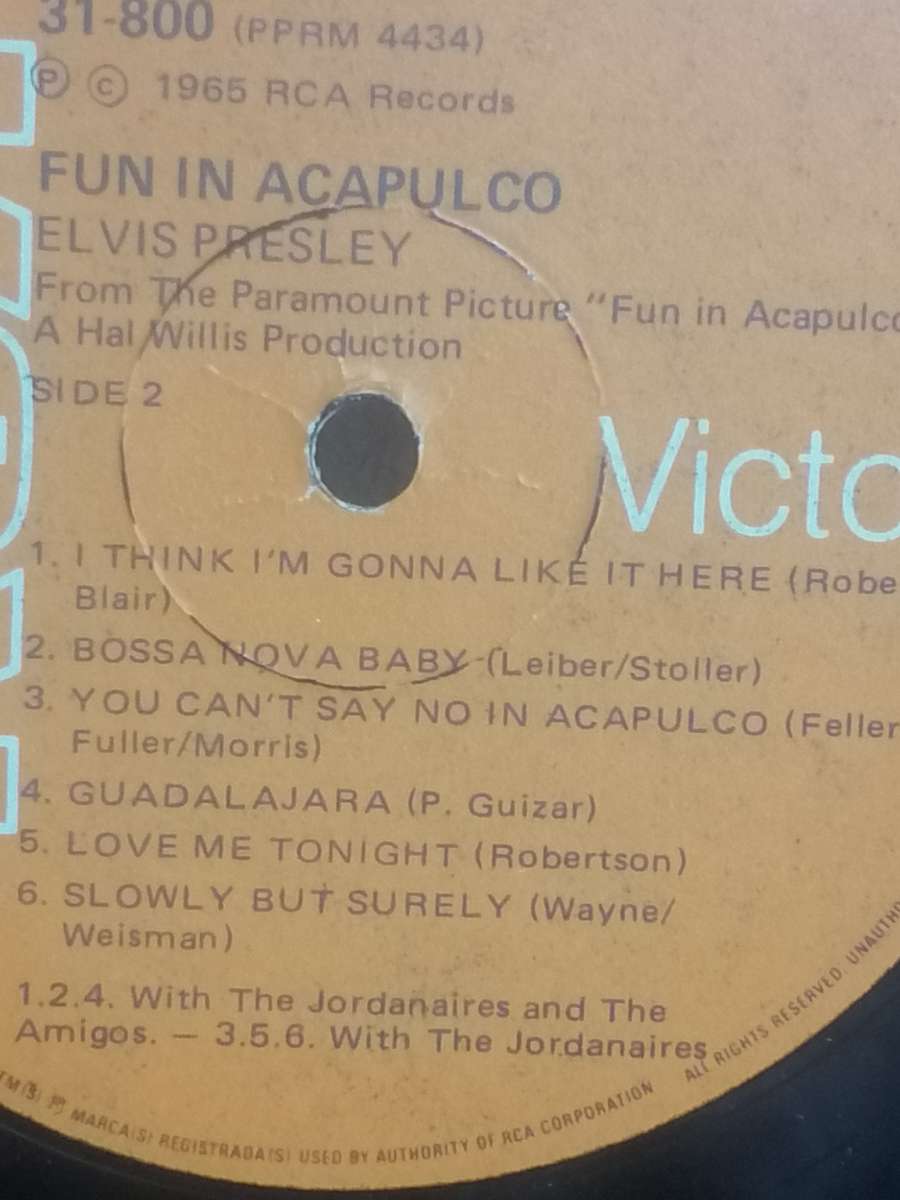 31-800 (PPRM 4434)
Ⓟ © 1965 RCA Records
FUN IN ACAPULCO
ELVIS PRESLEY
From The Paramount Picture "Fun in Acapulco
A Hal Willis Production
SIDE 2
Victo
1. I THINK I'M GONNA LIKE IT HERE (Robe
Blair)
2. BOSSA NOVA BABY (Leiber/Stoller)
3. YOU CAN'T SAY NO IN ACAPULCO (Feller
Fuller/Morris)
4. GUADALAJARA (P. Guizar)
5. LOVE ME TONIGHT (Robertson)
6. SLOWLY BUT SURELY (Wayne/
Weisman)
1.2.4. With The Jordanaires and The
Amigos. — 3.5.6. With The Jordanaires
MARCA(S) REGISTRADA(S) USED BY AUTHORITY OF RCA CORPORATION ALL RIGHTS RESERVED. UNAUTHO